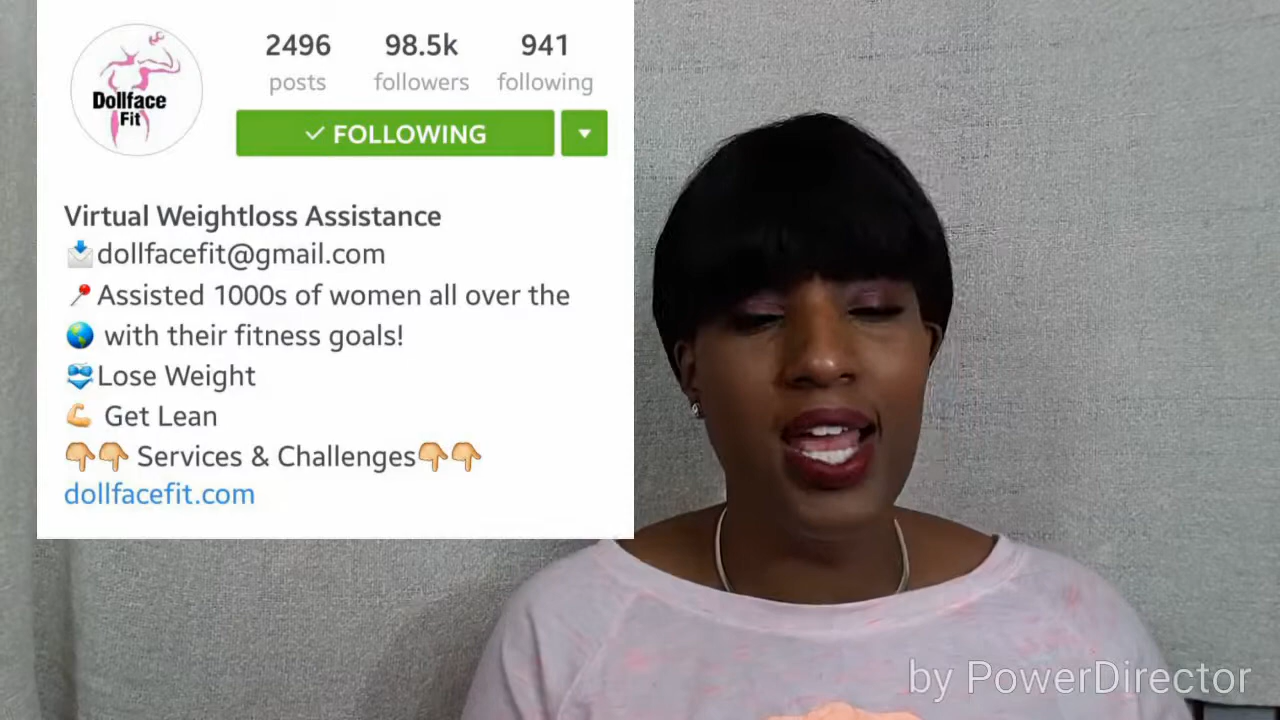 Dollface
Fit
2496 98.5k 941
posts followers following
✓ FOLLOWING
Virtual Weightloss Assistance
📩dollfacefit@gmail.com
📍Assisted 1000s of women all over the
🌎 with their fitness goals!
👙Lose Weight
💪 Get Lean
👇👇 Services & Challenges👇👇
dollfacefit.com
by PowerDirector